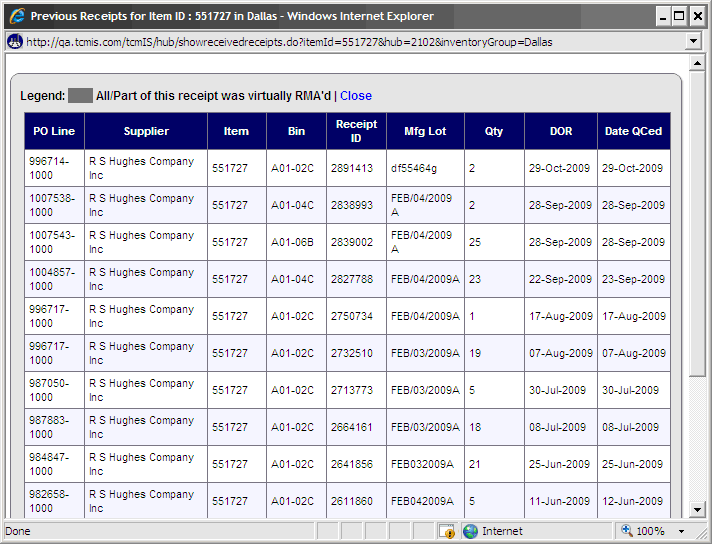 Previous Receipts for Item ID : 551727 in Dallas - Windows Internet Explorer
http://qa.tcmis.com/tcmIS/hub/showreceivedreceipts.do?itemId=551727&hub=2102&inventoryGroup=Dallas
Legend: All/Part of this receipt was virtually RMA'd | Close
PO Line Supplier Item Bin Receipt ID Mfg Lot Qty DOR Date QCed
996714-1000 R S Hughes Company Inc 551727 A01-02C 2891413 df55464g 2 29-Oct-2009 29-Oct-2009
1007538-1000 R S Hughes Company Inc 551727 A01-04C 2838993 FEB/04/2009 A 2 28-Sep-2009 28-Sep-2009
1007543-1000 R S Hughes Company Inc 551727 A01-06B 2839002 FEB/04/2009 A 25 28-Sep-2009 28-Sep-2009
1004857-1000 R S Hughes Company Inc 551727 A01-04C 2827788 FEB/04/2009A 23 22-Sep-2009 23-Sep-2009
996717-1000 R S Hughes Company Inc 551727 A01-02C 2750734 FEB/04/2009A 1 17-Aug-2009 17-Aug-2009
996717-1000 R S Hughes Company Inc 551727 A01-02C 2732510 FEB/03/2009A 19 07-Aug-2009 07-Aug-2009
987050-1000 R S Hughes Company Inc 551727 A01-02C 2713773 FEB/03/2009A 5 30-Jul-2009 30-Jul-2009
987883-1000 R S Hughes Company Inc 551727 A01-02C 2664161 FEB/03/2009A 18 08-Jul-2009 08-Jul-2009
984847-1000 R S Hughes Company Inc 551727 A01-02C 2641856 FEB032009A 21 25-Jun-2009 25-Jun-2009
982658-1000 R S Hughes Company Inc 551727 A01-02C 2611860 FEB042009A 5 11-Jun-2009 12-Jun-2009
Done Internet 100%